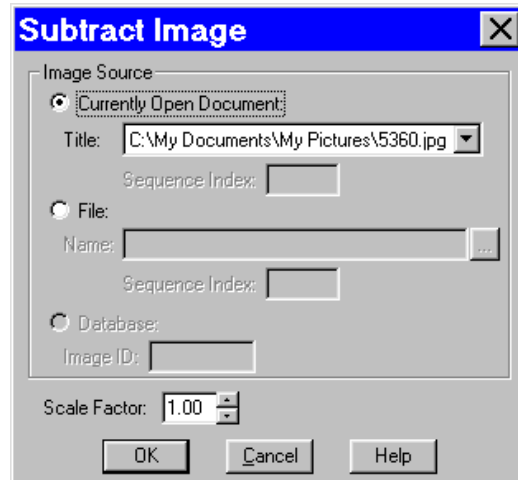 Subtract Image
Image Source
Currently Open Document:
Title: C:\My Documents\My Pictures\5360.jpg
Sequence Index:
File:
Name: ...
Sequence Index:
Database:
Image ID:
Scale Factor: 1.00
OK Cancel Help